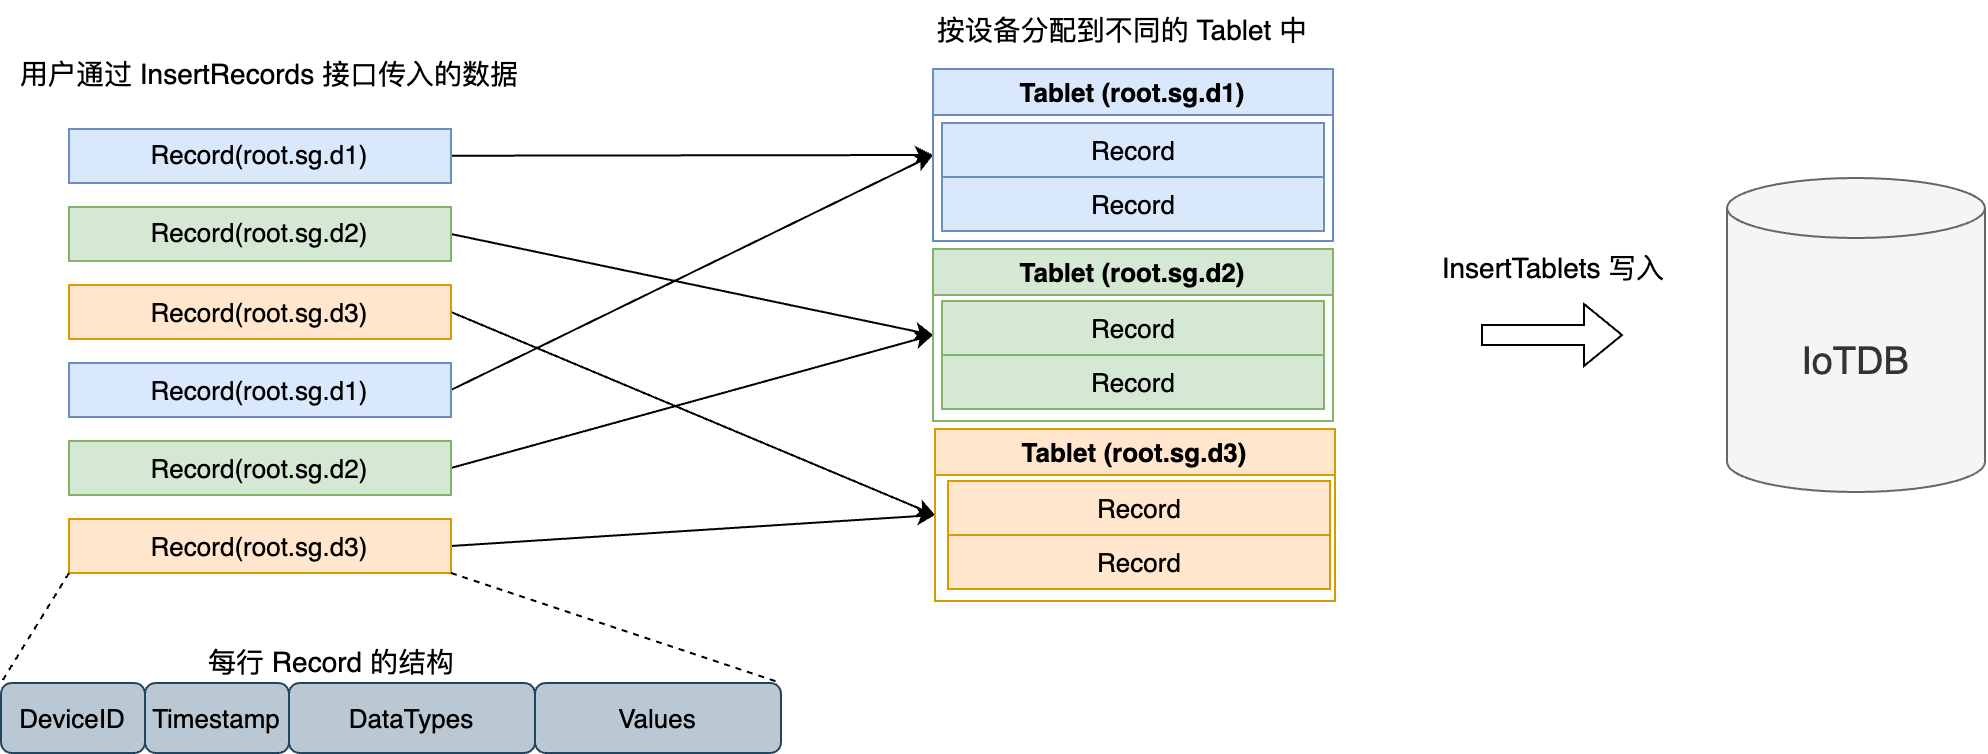 用户通过 InsertRecords 接口传入的数据
Record(root.sg.d1)
Record(root.sg.d2)
Record(root.sg.d3)
Record(root.sg.d1)
Record(root.sg.d2)
Record(root.sg.d3)
每行 Record 的结构
DeviceID Timestamp DataTypes Values
按设备分配到不同的 Tablet 中
Tablet (root.sg.d1)
Record
Record
Tablet (root.sg.d2)
Record
Record
Tablet (root.sg.d3)
Record
Record
InsertTablets 写入
IoTDB